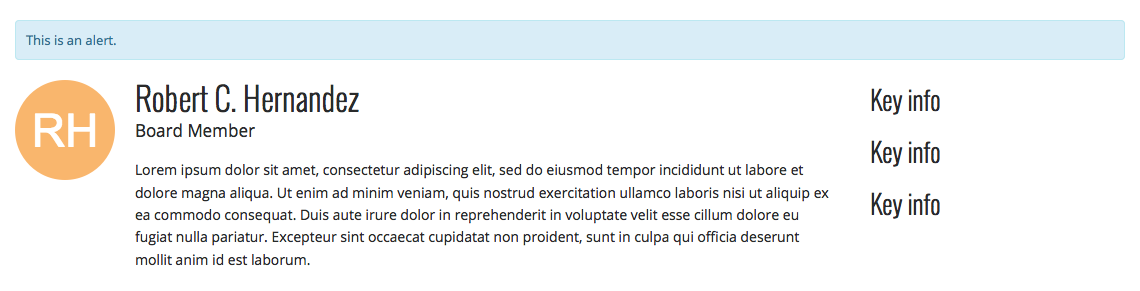 This is an alert.
RH
Robert C. Hernandez
Board Member
Lorem ipsum dolor sit amet, consectetur adipiscing elit, sed do eiusmod tempor incididunt ut labore et
dolore magna aliqua. Ut enim ad minim veniam, quis nostrud exercitation ullamco laboris nisi ut aliquip ex
ea commodo consequat. Duis aute irure dolor in reprehenderit in voluptate velit esse cillum dolore eu
fugiat nulla pariatur. Excepteur sint occaecat cupidatat non proident, sunt in culpa qui officia deserunt
mollit anim id est laborum.
Key info
Key info
Key info